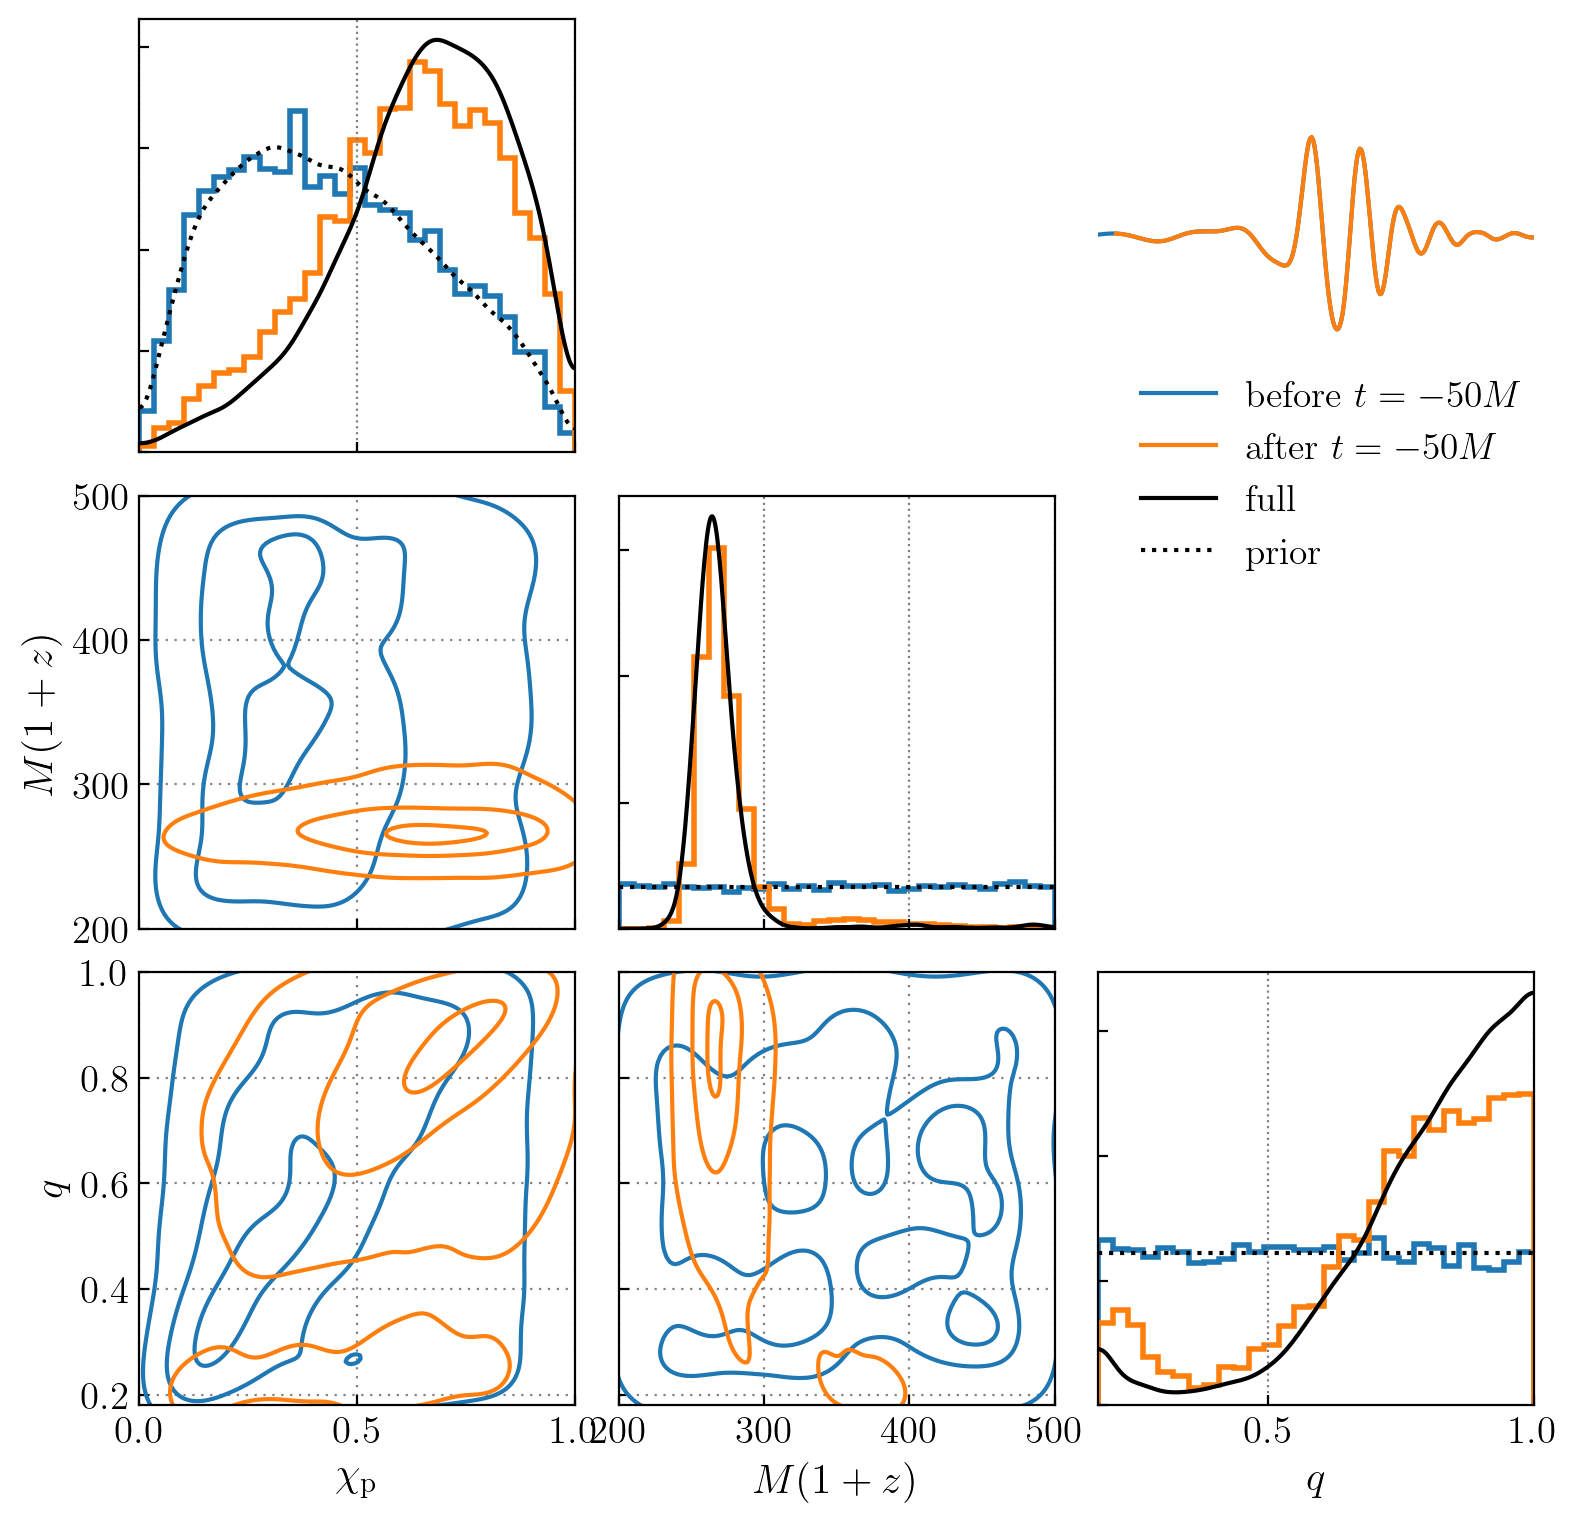 before t = −50M
after t = −50M
full
prior
500
400
300
200
M(1 + z)
1.0
0.8
0.6
0.4
0.2
q
0.0 0.5 1.0
200 300 400 500
0.5 1.0
χp
M(1 + z)
q